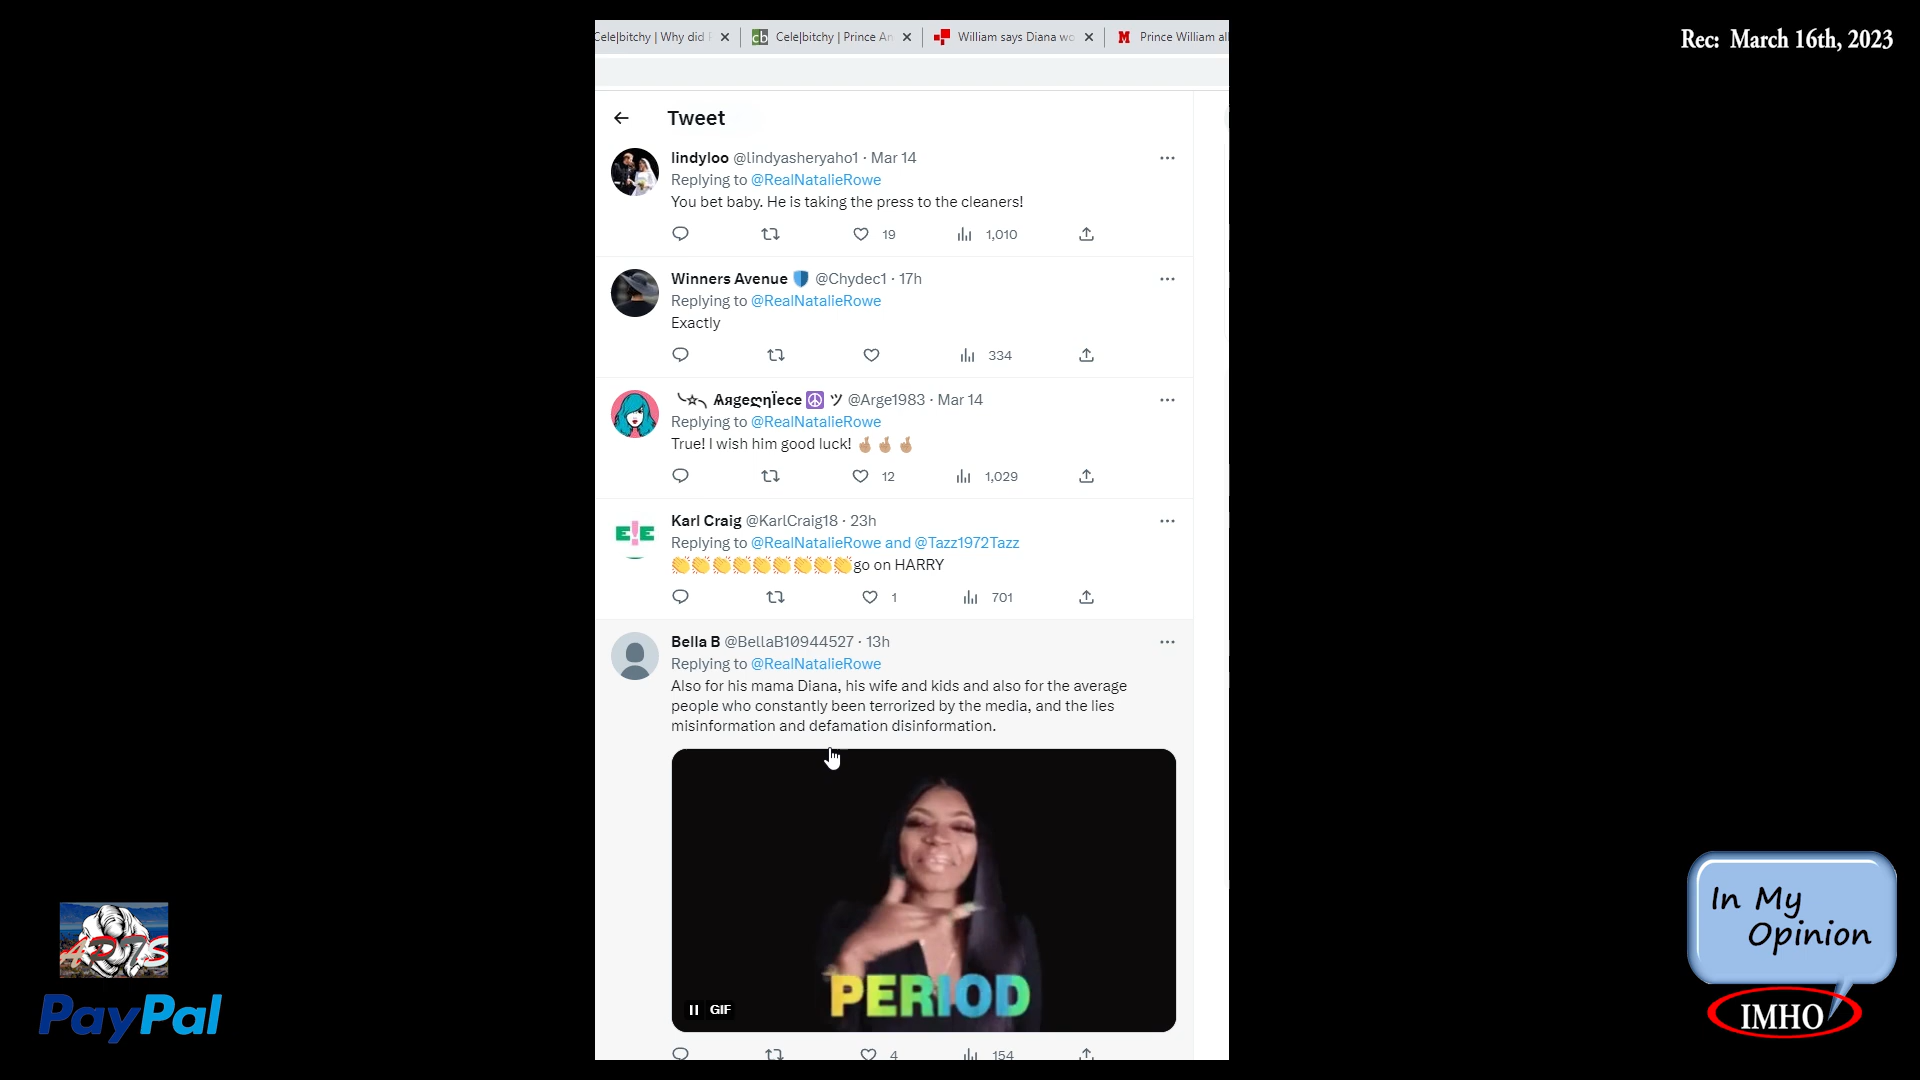 Cele|bitchy | Why did
Cele|bitchy | Prince An
William says Diana wo
Prince William all
Rec: March 16th, 2023
Tweet
lindyloo @lindyasheryaho1 · Mar 14
Replying to @RealNatalieRowe
You bet baby. He is taking the press to the cleaners!
19 1,010
Winners Avenue @Chydec1 · 17h
Replying to @RealNatalieRowe
Exactly
334
@Arge1983 · Mar 14
Replying to @RealNatalieRowe
True! I wish him good luck! 🤞🏽🤞🏽🤞🏽
12 1,029
Karl Craig @KarlCraig18 · 23h
Replying to @RealNatalieRowe and @Tazz1972Tazz
👏👏👏👏👏👏👏👏👏go on HARRY
1 701
E!E
Bella B @BellaB10944527 · 13h
Replying to @RealNatalieRowe
Also for his mama Diana, his wife and kids and also for the average
people who constantly been terrorized by the media, and the lies
misinformation and defamation disinformation.
PERIOD
GIF
4 154
PayPal
In My
Opinion
IMHO